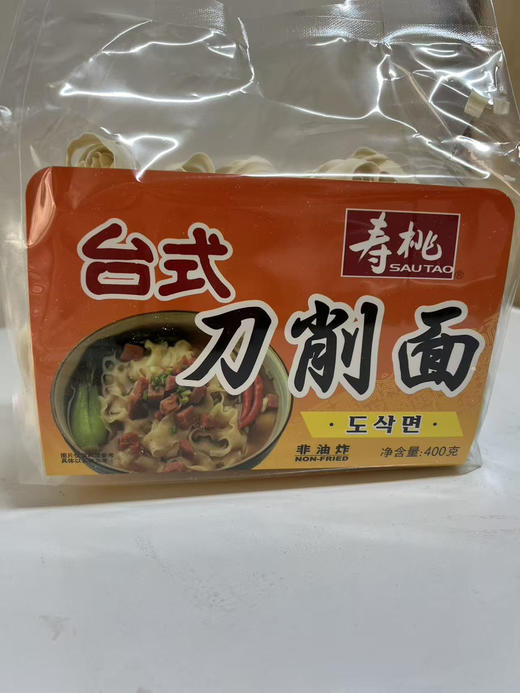 寿桃
SAUTAO
®
台式
刀削面
·도삭면·
非油炸
NON-FRIED
净含量:400克